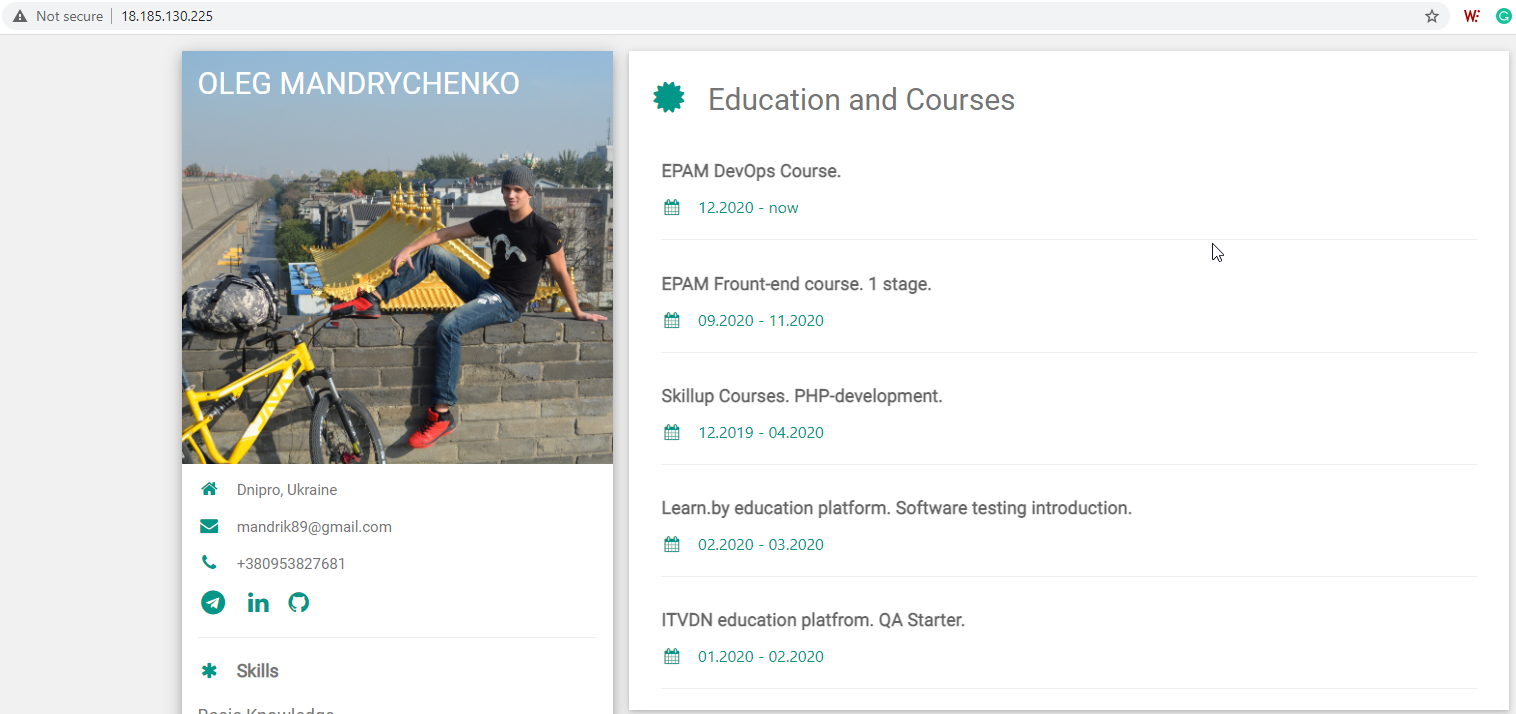 Not secure
18.185.130.225
OLEG MANDRYCHENKO
Dnipro, Ukraine
mandrik89@gmail.com
+380953827681
Skills
Basic Knowledge
Education and Courses
EPAM DevOps Course.
12.2020 - now
EPAM Frount-end course. 1 stage.
09.2020 - 11.2020
Skillup Courses. PHP-development.
12.2019 - 04.2020
Learn.by education platform. Software testing introduction.
02.2020 - 03.2020
ITVDN education platfrom. QA Starter.
01.2020 - 02.2020